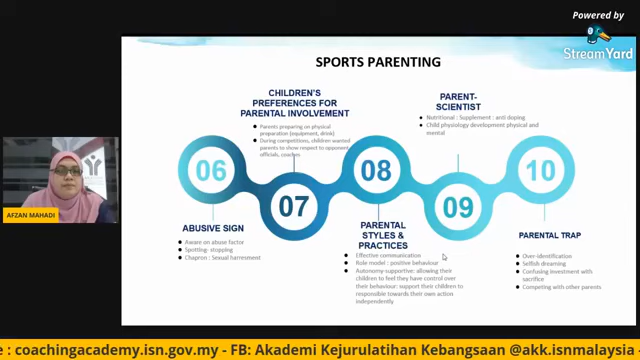 Powered by
StreamYard
SPORTS PARENTING
CHILDREN'S
PREFERENCES FOR
PARENTAL INVOLVEMENT
Parents preparing on physical
preparation (equipment, drink)
During competitions, children wanted
parents to show respect to opponent,
officials, coaches
PARENT-
SCIENTIST
Nutritional : Supplement : anti doping
Child physiology development physical and
mental
06
07
08
09
10
ABUSIVE SIGN
Aware on abuse factor
Spotting- stopping
Chapron : Sexual harresment
PARENTAL
STYLES &
PRACTICES
Effective communication
Role model : positive behaviour
Autonomy-supportive: allowing their
children to feel they have control over
their behaviour: support their children to
responsible towards their own action
independently
PARENTAL TRAP
Over-identification
Selfish dreaming
Confusing investment with
sacrifice
Competing with other parents
AFZAN MAHADI
e : coachingacademy.isn.gov.my - FB: Akademi Kejurulatihan Kebangsaan @akk.isnmalaysia -